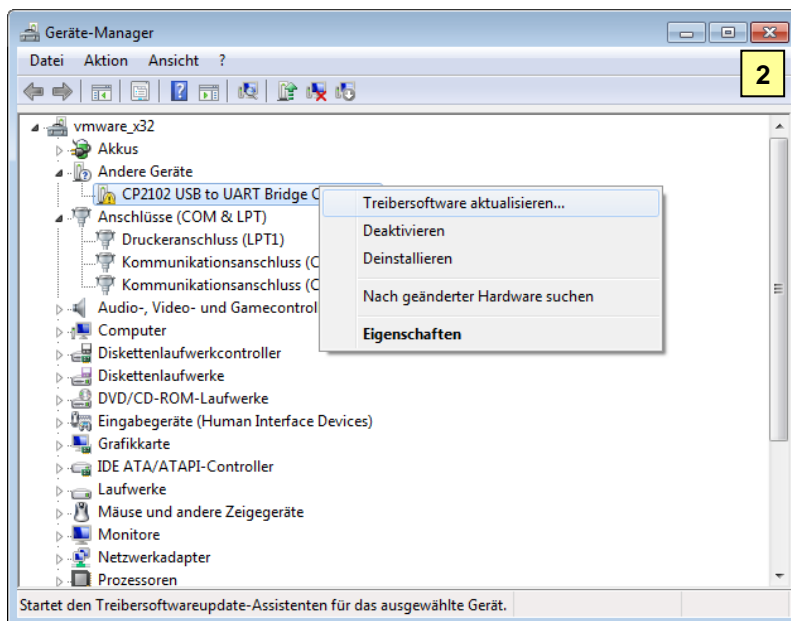 Geräte-Manager
Datei Aktion Ansicht ?
2
vmware_x32
Akkus
Andere Geräte
CP2102 USB to UART Bridge C
Treibersoftware aktualisieren...
Anschlüsse (COM & LPT)
Deaktivieren
Druckeranschluss (LPT1)
Kommunikationsanschluss (C
Deinstallieren
Kommunikationsanschluss (C
Nach geänderter Hardware suchen
Audio-, Video- und Gamecontrol
Computer
Eigenschaften
Diskettenlaufwerkcontroller
Diskettenlaufwerke
DVD/CD-ROM-Laufwerke
Eingabegeräte (Human Interface Devices)
Grafikkarte
IDE ATA/ATAPI-Controller
Laufwerke
Mäuse und andere Zeigegeräte
Monitore
Netzwerkadapter
Prozessoren
Startet den Treibersoftwareupdate-Assistenten für das ausgewählte Gerät.